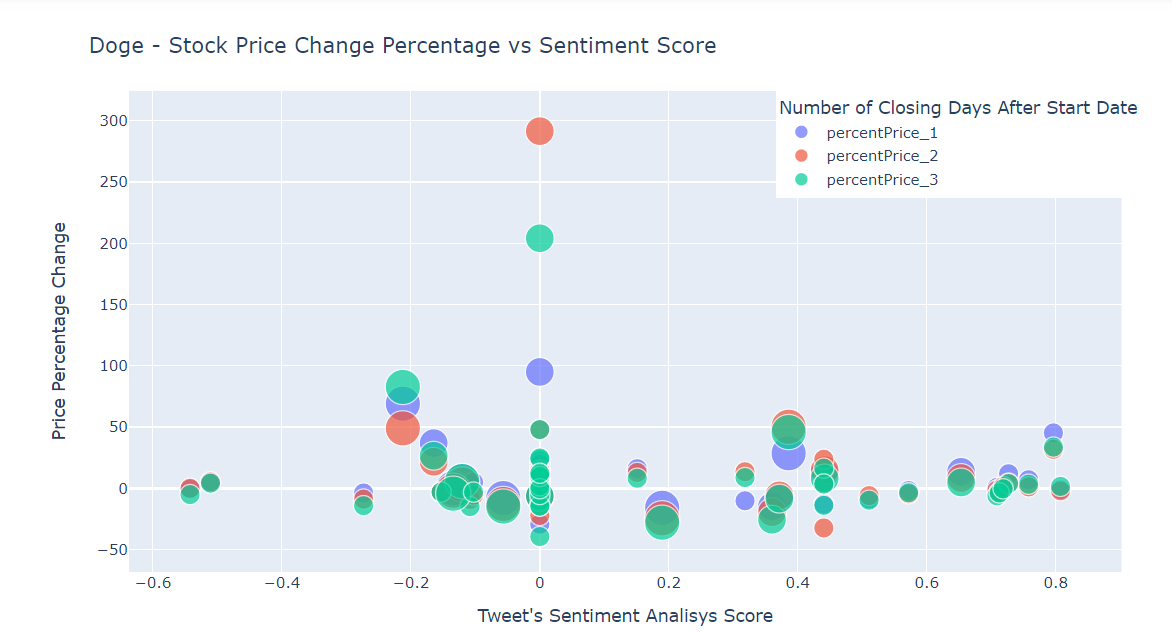 Doge - Stock Price Change Percentage vs Sentiment Score
Number of Closing Days After Start Date
percentPrice_1
percentPrice_2
percentPrice_3
Price Percentage Change
300
250
200
150
100
50
0
−50
−0.6
−0.4
−0.2
0
0.2
0.4
0.6
0.8
Tweet's Sentiment Analisys Score